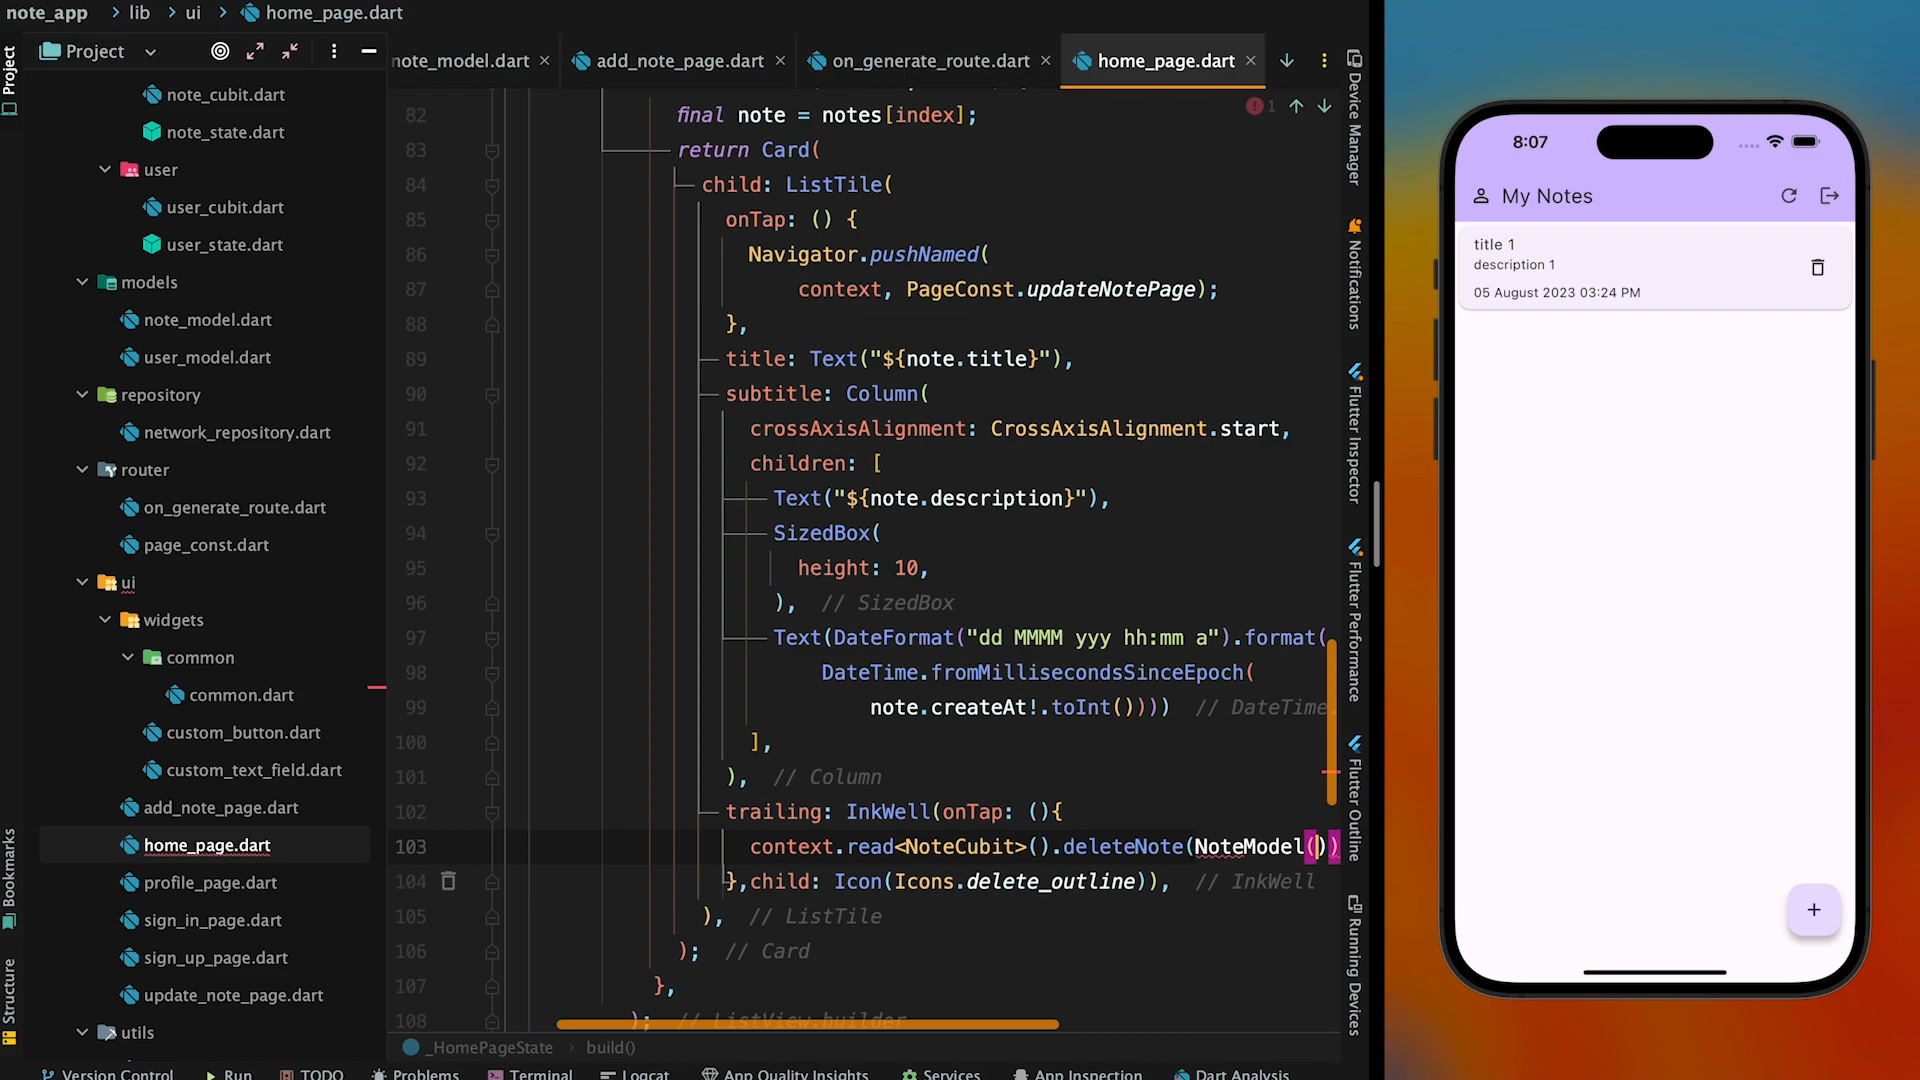 note_app > lib > ui > home_page.dart
Project
Project
note_model.dart
add_note_page.dart
on_generate_route.dart
home_page.dart
note_cubit.dart
note_state.dart
user
user_cubit.dart
user_state.dart
models
note_model.dart
user_model.dart
repository
network_repository.dart
router
on_generate_route.dart
page_const.dart
ui
widgets
common
common.dart
custom_button.dart
custom_text_field.dart
add_note_page.dart
home_page.dart
profile_page.dart
sign_in_page.dart
sign_up_page.dart
update_note_page.dart
utils
Bookmarks
Structure
1
82 final note = notes[index];
83 return Card(
84 child: ListTile(
85 onTap: () {
86 Navigator.pushNamed(
87 context, PageConst.updateNotePage);
88 },
89 title: Text("${note.title}"),
90 subtitle: Column(
91 crossAxisAlignment: CrossAxisAlignment.start,
92 children: [
93 Text("${note.description}"),
94 SizedBox(
95 height: 10,
96 ), // SizedBox
97 Text(DateFormat("dd MMMM yyy hh:mm a").format(
98 DateTime.fromMillisecondsSinceEpoch(
99 note.createAt!.toInt()))) // DateTime.
100 ],
101 ), // Column
102 trailing: InkWell(onTap: (){
103 context.read<NoteCubit>().deleteNote(NoteModel())
104 },child: Icon(Icons.delete_outline)), // InkWell
105 ), // ListTile
106 ); // Card
107 },
108 ); // ListView.builder
_HomePageState > build()
Version Control
Run
TODO
Problems
Terminal
Logcat
App Quality Insights
Services
App Inspection
Dart Analysis
Device Manager
Notifications
Flutter Inspector
Flutter Performance
Flutter Outline
Running Devices
8:07
My Notes
title 1
description 1
05 August 2023 03:24 PM
+